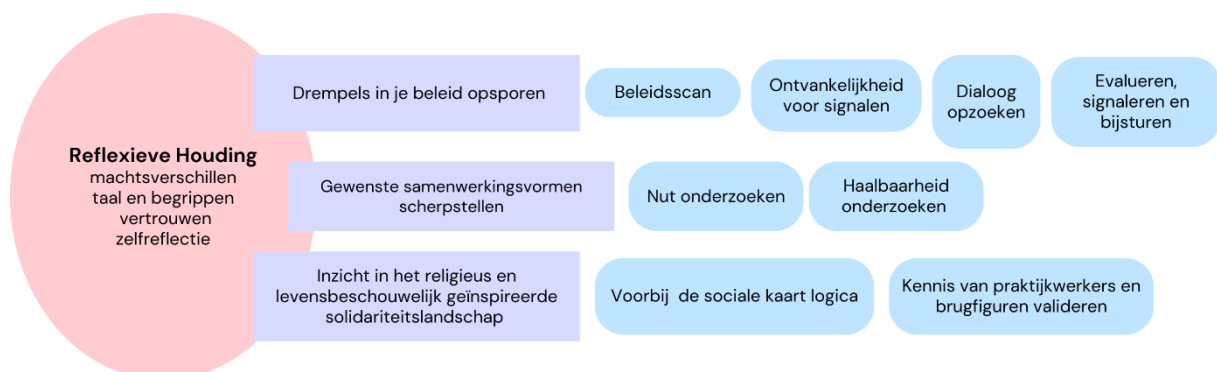 Reflexieve Houding
machtsverschillen
taal en begrippen
vertrouwen
zelfreflectie
Drempels in je beleid opsporen
Beleidsscan
Ontvankelijkheid
voor signalen
Dialoog
opzoeken
Evalueren,
signaleren en
bijsturen
Gewenste samenwerkingsvormen
scherpstellen
Nut onderzoeken
Haalbaarheid
onderzoeken
Inzicht in het religieus en
levensbeschouwelijk geïnspireerde
solidariteitslandschap
Voorbij de sociale kaart logica
Kennis van praktijkwerkers en
brugfiguren valideren